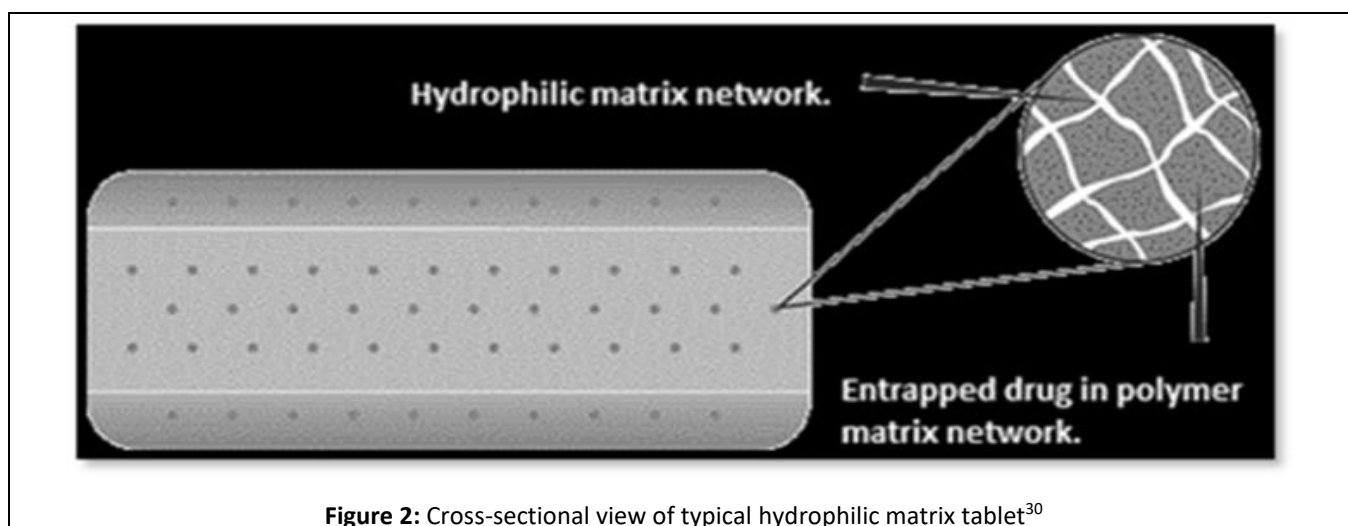 Hydrophilic matrix network.
Entrapped drug in polymer
matrix network.
Figure 2: Cross-sectional view of typical hydrophilic matrix tablet30